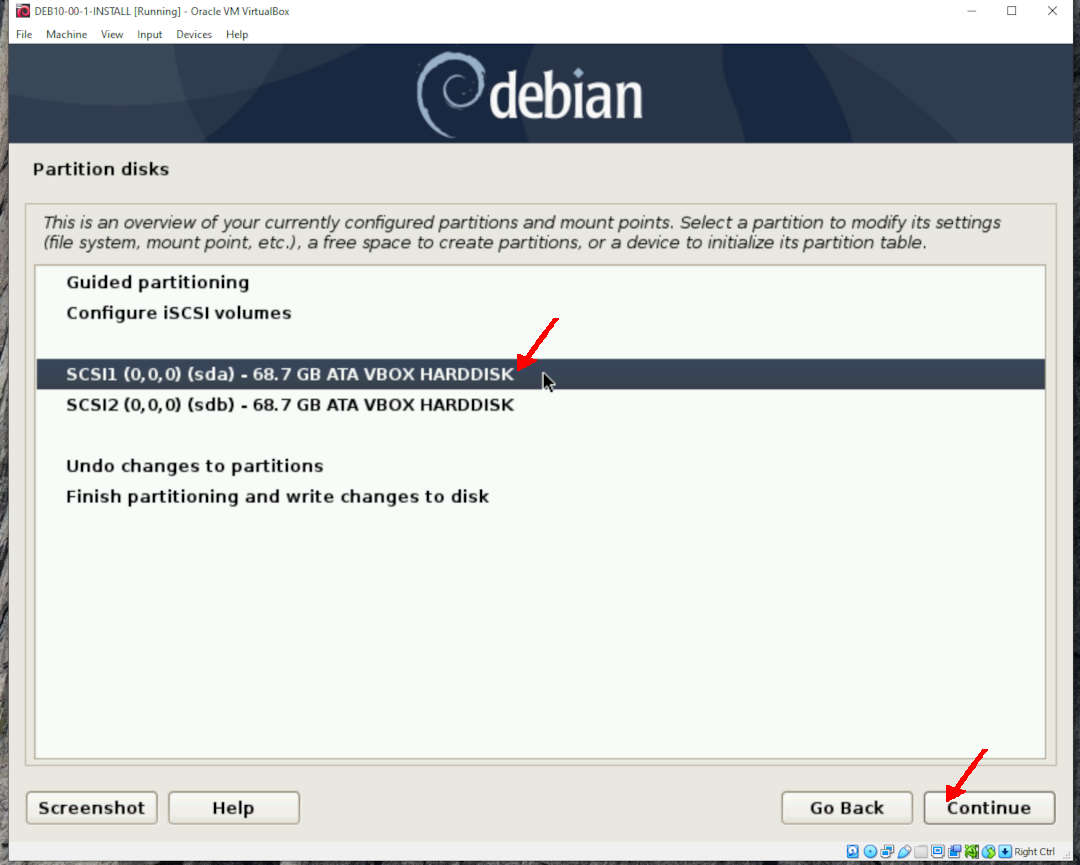 DEB10-00-1-INSTALL [Running] - Oracle VM VirtualBox
File Machine View Input Devices Help
debian
Partition disks
This is an overview of your currently configured partitions and mount points. Select a partition to modify its settings
(file system, mount point, etc.), a free space to create partitions, or a device to initialize its partition table.
Guided partitioning
Configure iSCSI volumes
SCSI1 (0,0,0) (sda) - 68.7 GB ATA VBOX HARDDISK
SCSI2 (0,0,0) (sdb) - 68.7 GB ATA VBOX HARDDISK
Undo changes to partitions
Finish partitioning and write changes to disk
Screenshot Help Go Back Continue
Right Ctrl